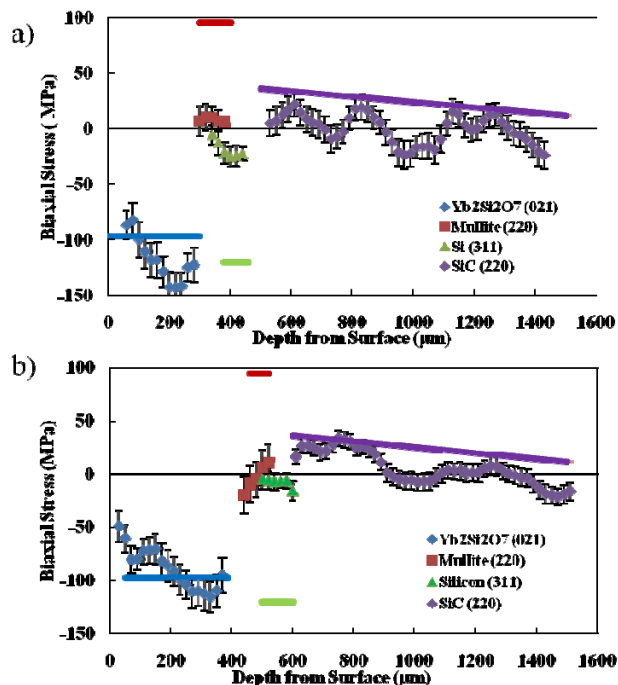 a)
100
50
0
−50
−100
−150
Biaxial Stress ( MPa)
Yb2Si2O7 (021)
Mullite (220)
Si (311)
SiC (220)
0 200 400 600 800 1000 1200 1400 1600
Depth from Surface (μm)
b)
100
50
0
−50
−100
−150
Biaxial Stress (MPa)
Yb2Si2O7 (021)
Mullite (220)
Silicon (311)
SiC (220)
0 200 400 600 800 1000 1200 1400 1600
Depth from Surface (μm)